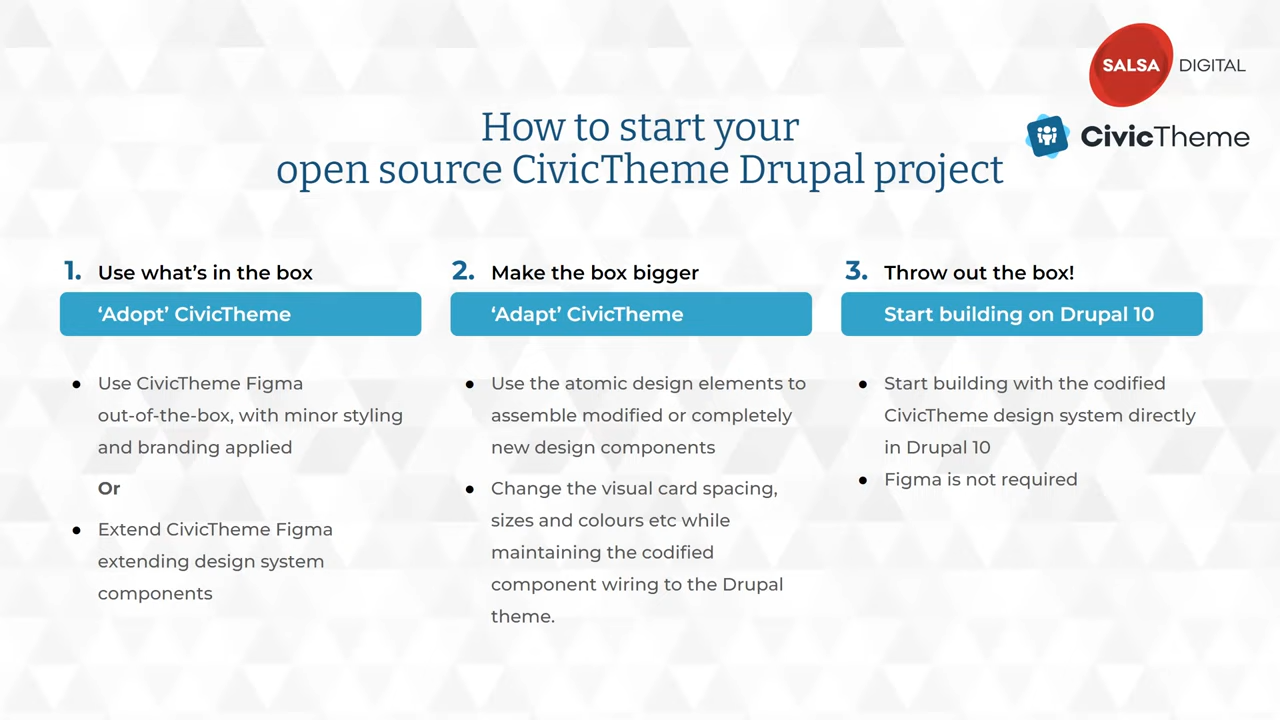 SALSA DIGITAL
CivicTheme
How to start your
open source CivicTheme Drupal project
1. Use what’s in the box
‘Adopt’ CivicTheme
● Use CivicTheme Figma
out-of-the-box, with minor styling
and branding applied
Or
● Extend CivicTheme Figma
extending design system
components
2. Make the box bigger
‘Adapt’ CivicTheme
● Use the atomic design elements to
assemble modified or completely
new design components
● Change the visual card spacing,
sizes and colours etc while
maintaining the codified
component wiring to the Drupal
theme.
3. Throw out the box!
Start building on Drupal 10
● Start building with the codified
CivicTheme design system directly
in Drupal 10
● Figma is not required